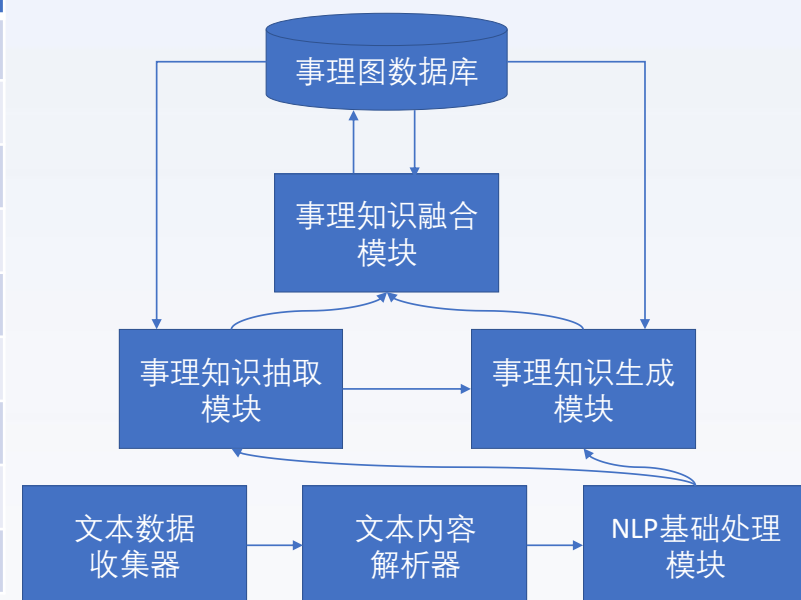 事理图数据库
事理知识融合
模块
事理知识抽取
模块
事理知识生成
模块
文本数据
收集器
文本内容
解析器
NLP基础处理
模块